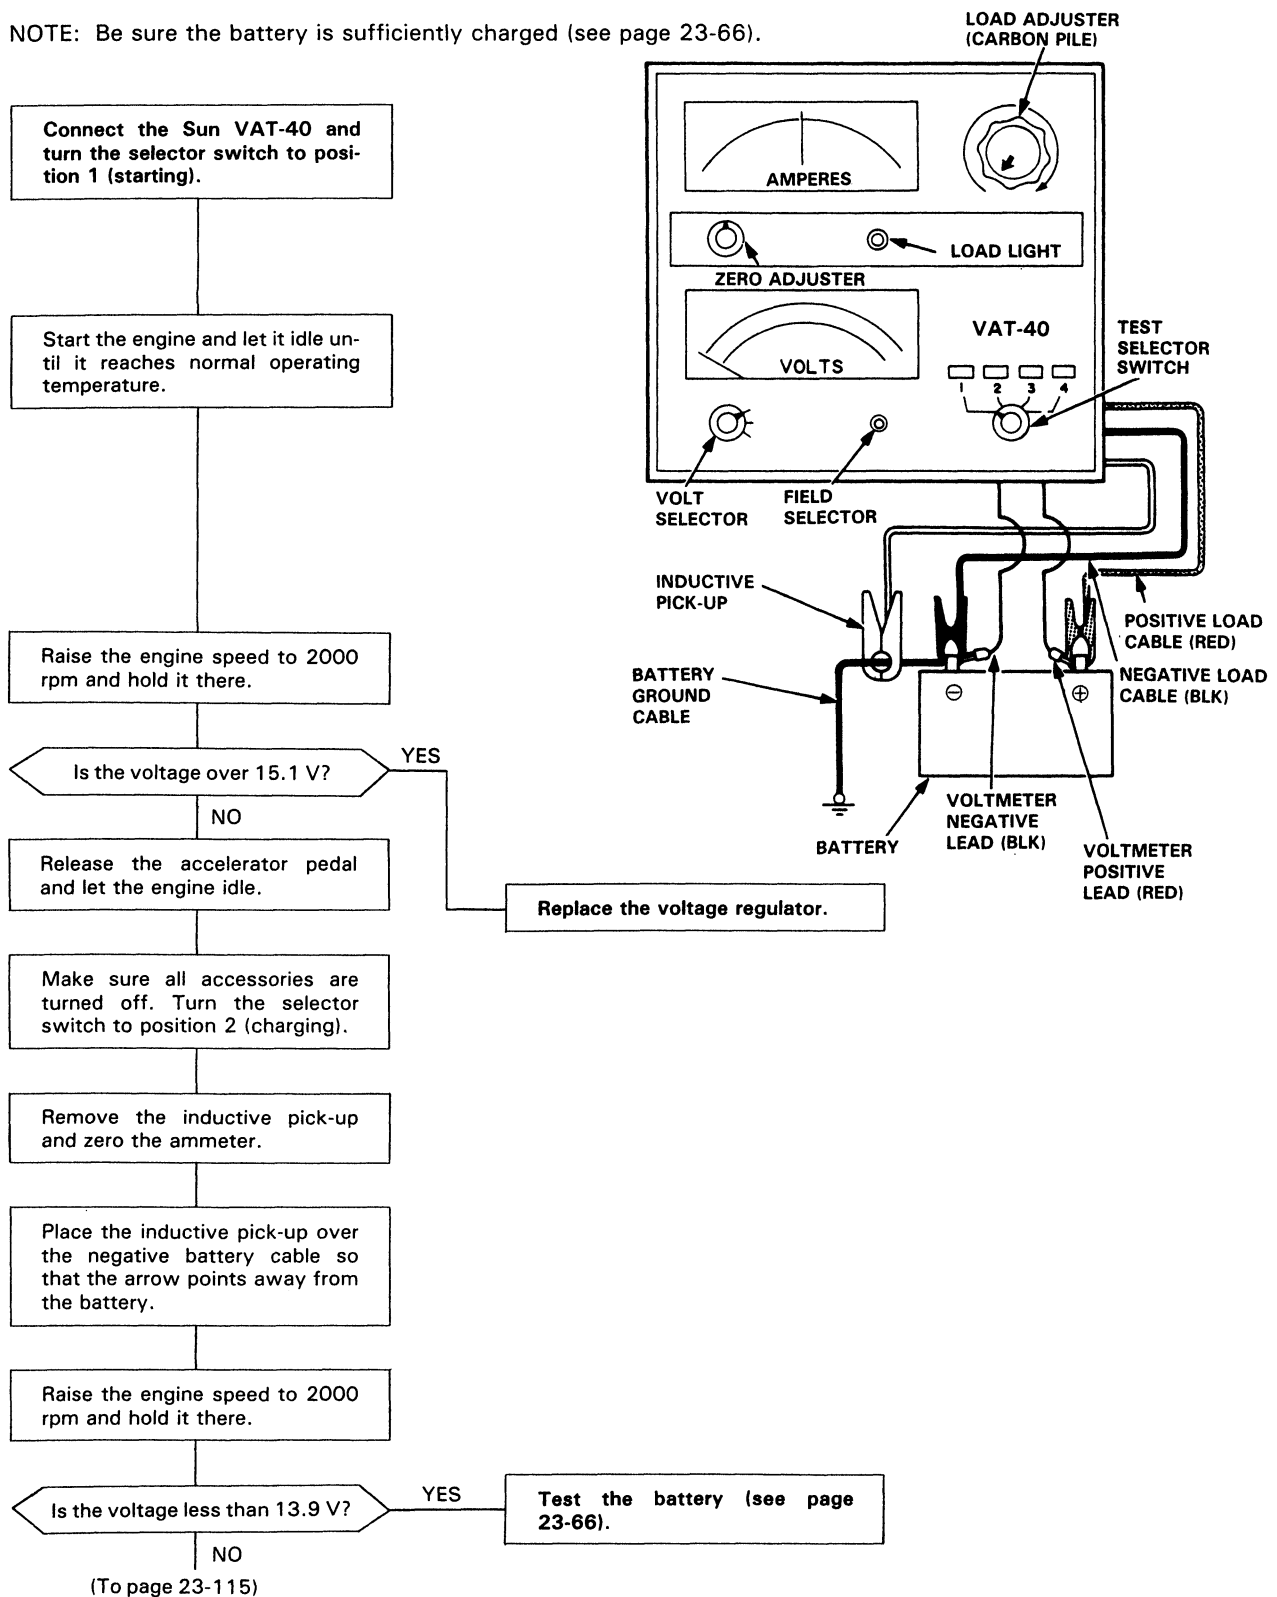 NOTE: Be sure the battery is sufficiently charged (see page 23-66).
Connect the Sun VAT-40 and
turn the selector switch to posi-
tion 1 (starting).
Start the engine and let it idle un-
til it reaches normal operating
temperature.
Raise the engine speed to 2000
rpm and hold it there.
Is the voltage over 15.1 V?
YES
NO
Release the accelerator pedal
and let the engine idle.
Replace the voltage regulator.
Make sure all accessories are
turned off. Turn the selector
switch to position 2 (charging).
Remove the inductive pick-up
and zero the ammeter.
Place the inductive pick-up over
the negative battery cable so
that the arrow points away from
the battery.
Raise the engine speed to 2000
rpm and hold it there.
Is the voltage less than 13.9 V?
YES
Test the battery (see page
23-66).
NO
(To page 23-115)
LOAD ADJUSTER
(CARBON PILE)
AMPERES
LOAD LIGHT
ZERO ADJUSTER
VOLTS
VAT-40
1 2 3 4
TEST
SELECTOR
SWITCH
VOLT
SELECTOR
FIELD
SELECTOR
INDUCTIVE
PICK-UP
BATTERY
GROUND
CABLE
POSITIVE LOAD
CABLE (RED)
NEGATIVE LOAD
CABLE (BLK)
− +
BATTERY
VOLTMETER
NEGATIVE
LEAD (BLK)
VOLTMETER
POSITIVE
LEAD (RED)